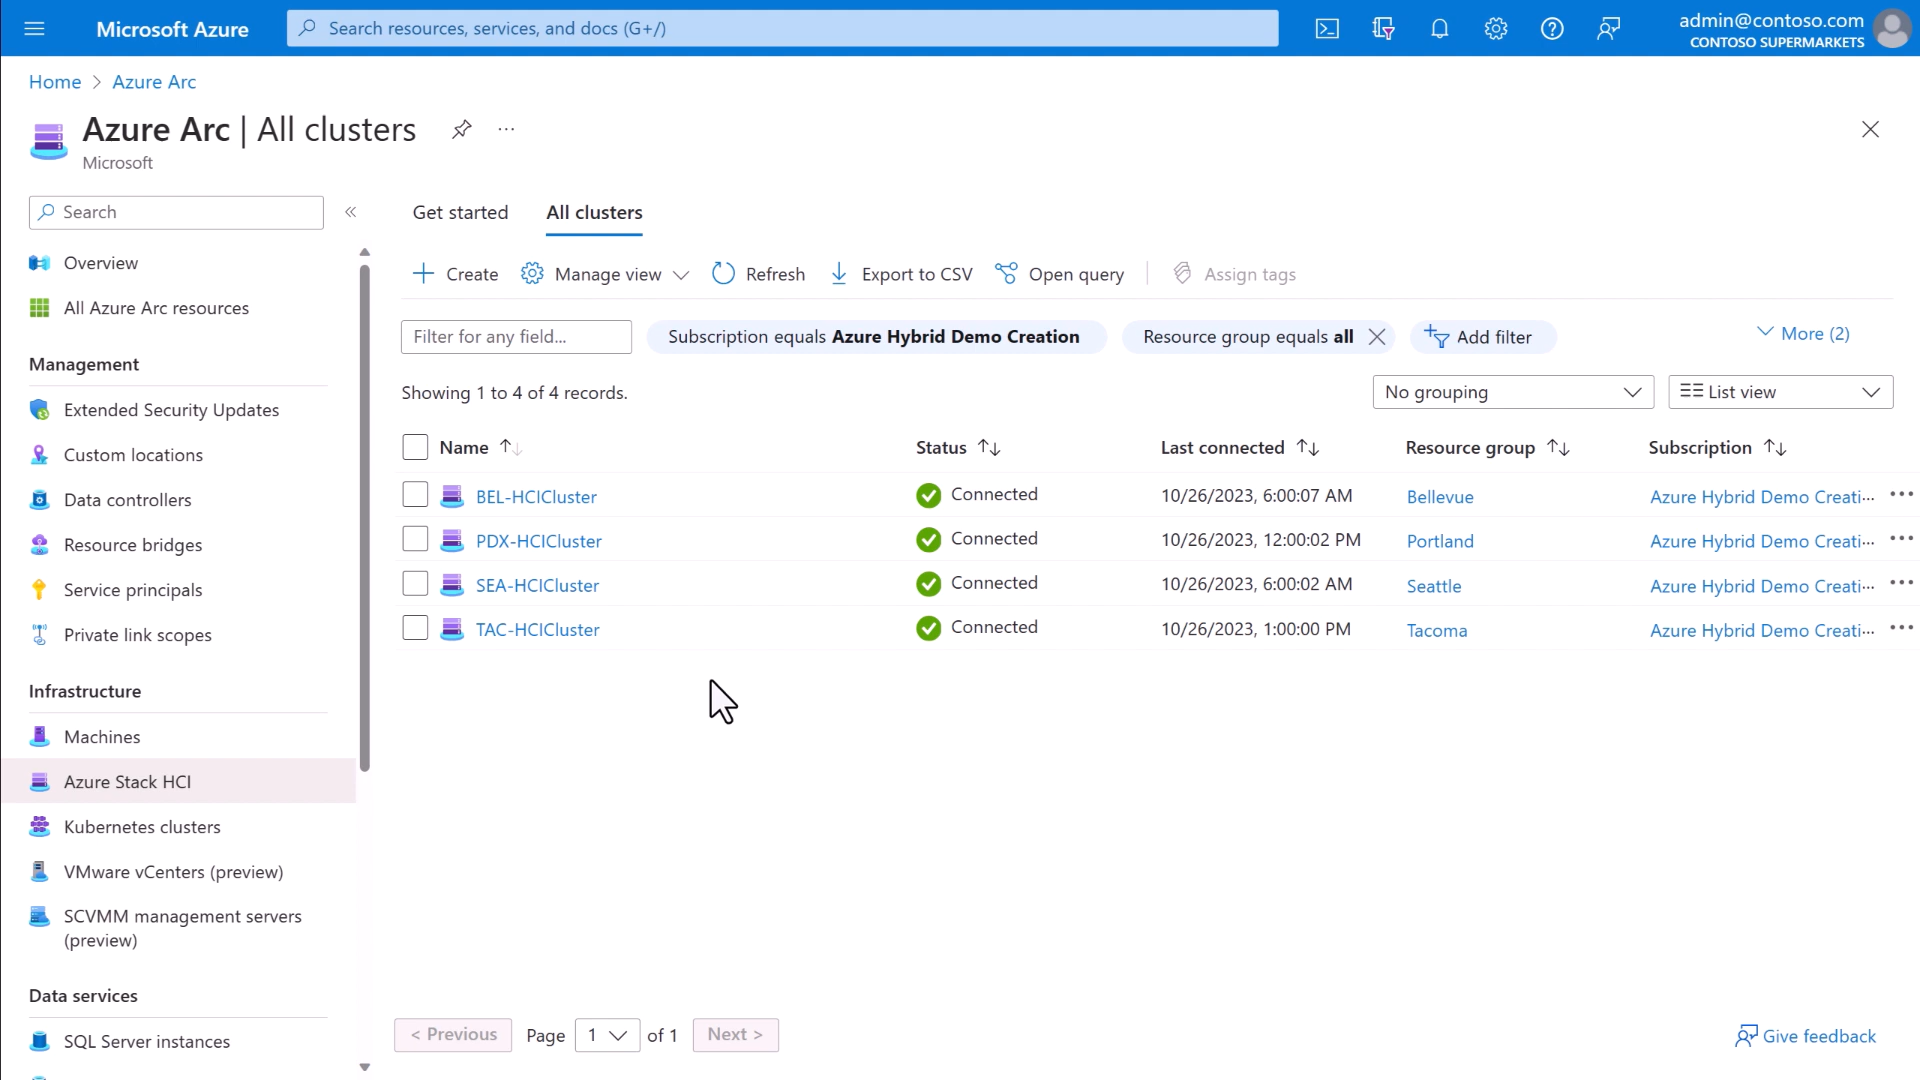 Microsoft Azure
Search resources, services, and docs (G+/)
admin@contoso.com
CONTOSO SUPERMARKETS
Home > Azure Arc
Azure Arc | All clusters
Microsoft
Search
Overview
All Azure Arc resources
Management
Extended Security Updates
Custom locations
Data controllers
Resource bridges
Service principals
Private link scopes
Infrastructure
Machines
Azure Stack HCI
Kubernetes clusters
VMware vCenters (preview)
SCVMM management servers
(preview)
Data services
SQL Server instances
Get started All clusters
Create Manage view Refresh Export to CSV Open query Assign tags
Filter for any field... Subscription equals Azure Hybrid Demo Creation Resource group equals all Add filter More (2)
Showing 1 to 4 of 4 records. No grouping List view
Name Status Last connected Resource group Subscription
BEL-HCICluster Connected 10/26/2023, 6:00:07 AM Bellevue Azure Hybrid Demo Creati...
PDX-HCICluster Connected 10/26/2023, 12:00:02 PM Portland Azure Hybrid Demo Creati...
SEA-HCICluster Connected 10/26/2023, 6:00:02 AM Seattle Azure Hybrid Demo Creati...
TAC-HCICluster Connected 10/26/2023, 1:00:00 PM Tacoma Azure Hybrid Demo Creati...
< Previous Page 1 of 1 Next >
Give feedback